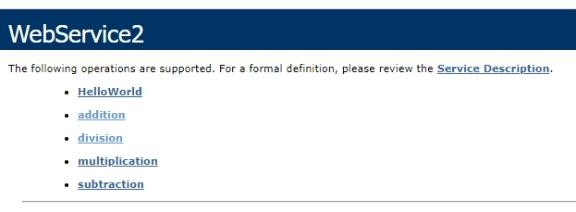 WebService2
The following operations are supported. For a formal definition, please review the Service Description.
HelloWorld
addition
division
multiplication
subtraction